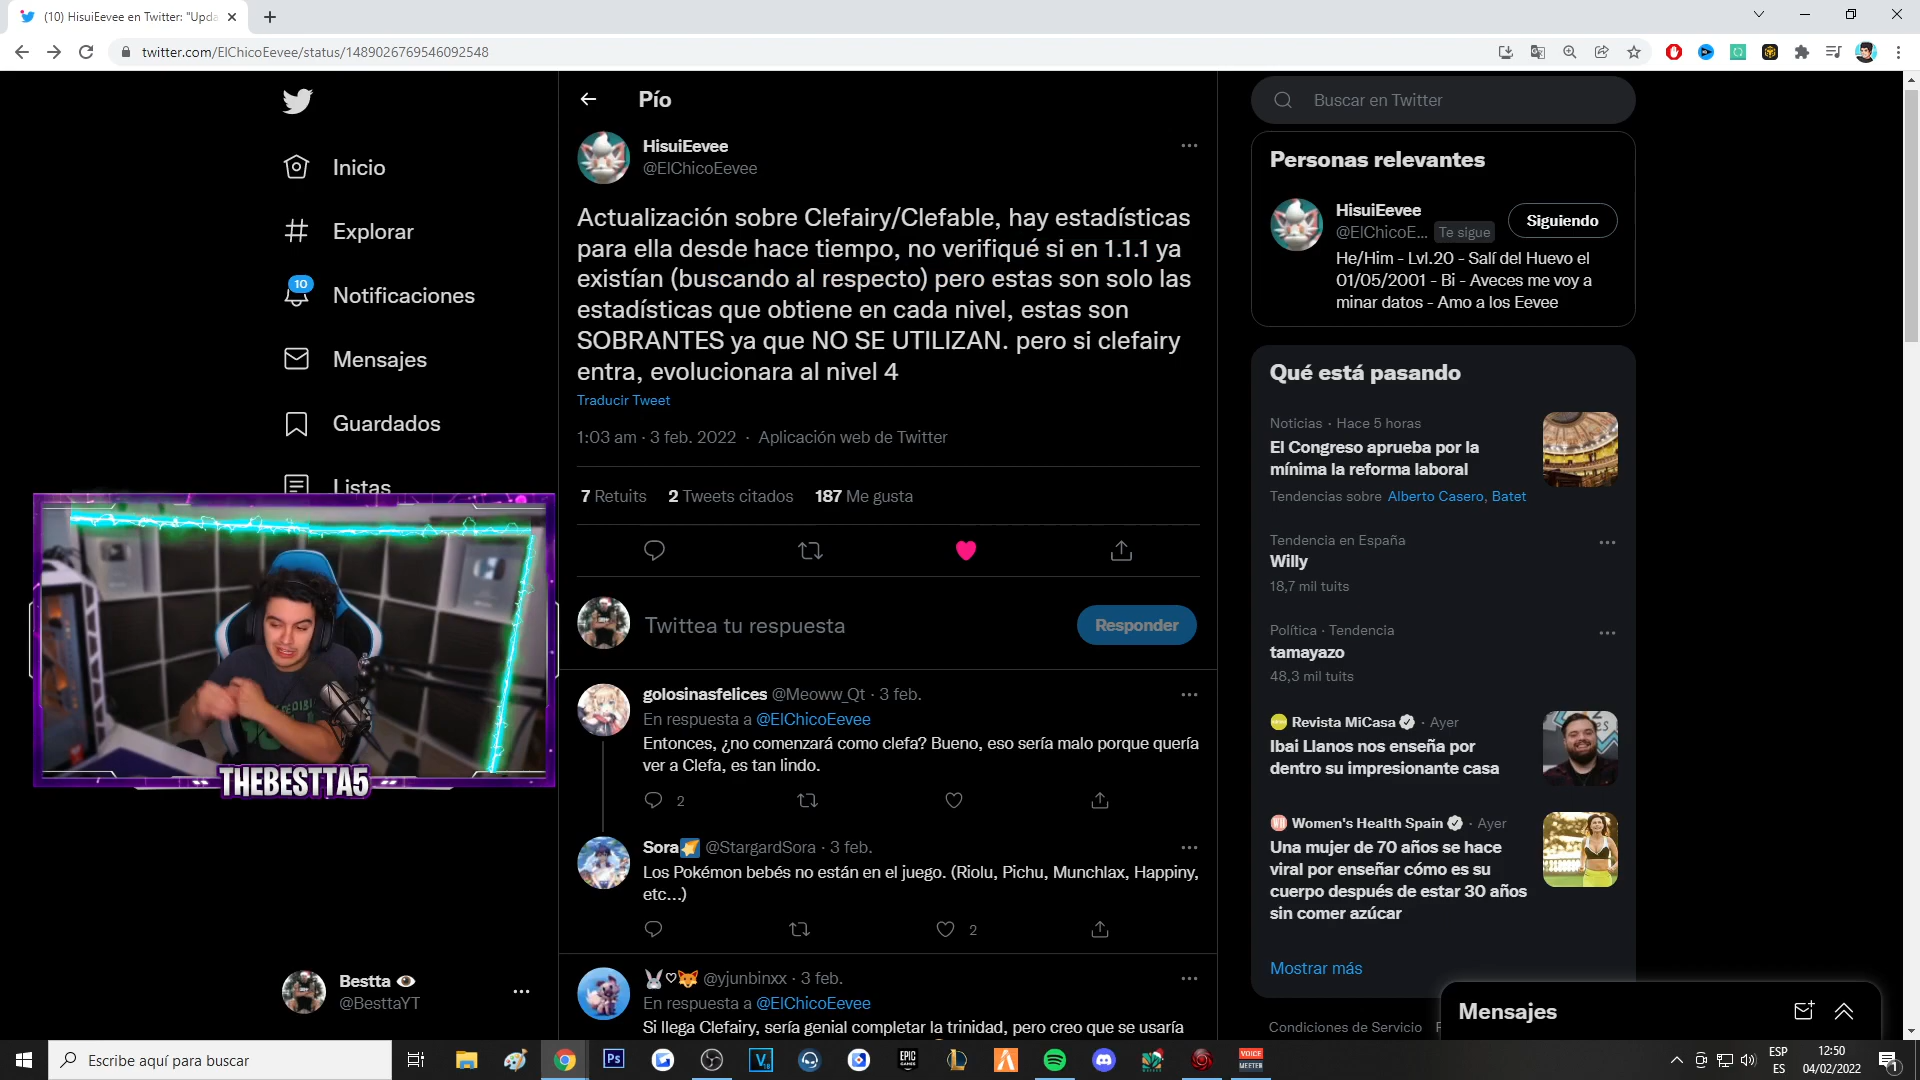 (10) HisuiEevee en Twitter: "Upda
twitter.com/ElChicoEevee/status/1489026769546092548
Inicio
Explorar
10
Notificaciones
Mensajes
Guardados
Listas
THEBESTTA5
Bestta
@BesttaYT
Pío
HisuiEevee
@ElChicoEevee
Actualización sobre Clefairy/Clefable, hay estadísticas
para ella desde hace tiempo, no verifiqué si en 1.1.1 ya
existían (buscando al respecto) pero estas son solo las
estadísticas que obtiene en cada nivel, estas son
SOBRANTES ya que NO SE UTILIZAN. pero si clefairy
entra, evolucionara al nivel 4
Traducir Tweet
1:03 am · 3 feb. 2022 · Aplicación web de Twitter
7 Retuits 2 Tweets citados 187 Me gusta
Twittea tu respuesta
Responder
golosinasfelices @Meoww_Qt · 3 feb.
En respuesta a @ElChicoEevee
Entonces, ¿no comenzará como clefa? Bueno, eso sería malo porque quería
ver a Clefa, es tan lindo.
2
Sora @StargardSora · 3 feb.
Los Pokémon bebés no están en el juego. (Riolu, Pichu, Munchlax, Happiny,
etc...)
2
@yjunbinxx · 3 feb.
En respuesta a @ElChicoEevee
Si llega Clefairy, sería genial completar la trinidad, pero creo que se usaría
Buscar en Twitter
Personas relevantes
HisuiEevee
@ElChicoE... Te sigue
Siguiendo
He/Him - Lvl.20 - Salí del Huevo el
01/05/2001 - Bi - Aveces me voy a
minar datos - Amo a los Eevee
Qué está pasando
Noticias · Hace 5 horas
El Congreso aprueba por la
mínima la reforma laboral
Tendencias sobre Alberto Casero, Batet
Tendencia en España
Willy
18,7 mil tuits
Política · Tendencia
tamayazo
48,3 mil tuits
Revista MiCasa · Ayer
Ibai Llanos nos enseña por
dentro su impresionante casa
Women's Health Spain · Ayer
Una mujer de 70 años se hace
viral por enseñar cómo es su
cuerpo después de estar 30 años
sin comer azúcar
Mostrar más
Condiciones de Servicio
Mensajes
Escribe aquí para buscar
Ps
EPIC
GAMES
VOICE
MEETER
ESP
ES
12:50
04/02/2022
1